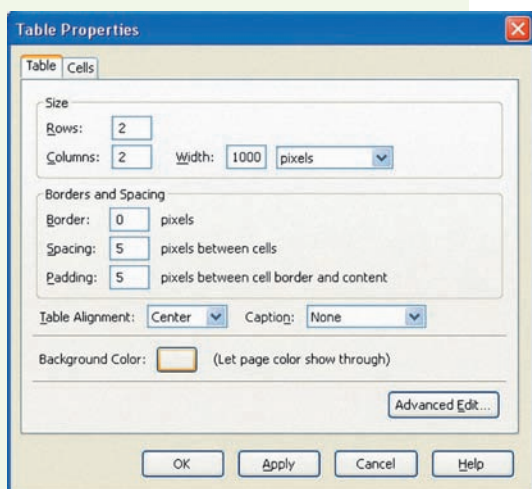 Table Properties
Table Cells
Size
Rows: 2
Columns: 2 Width: 1000 pixels
Borders and Spacing
Border: 0 pixels
Spacing: 5 pixels between cells
Padding: 5 pixels between cell border and content
Table Alignment: Center Caption: None
Background Color: (Let page color show through)
Advanced Edit...
OK Apply Cancel Help